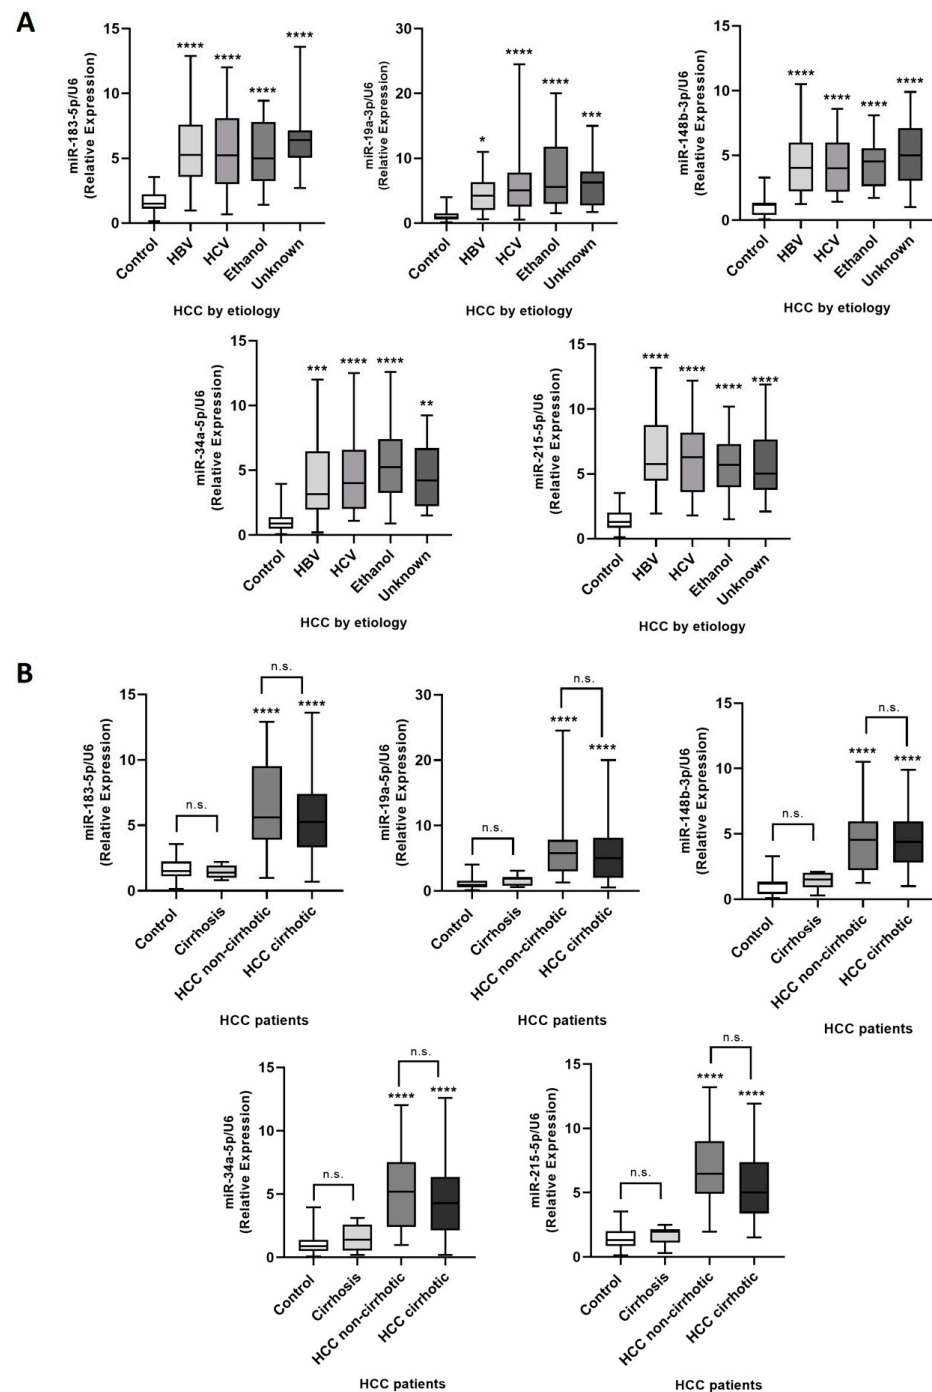 A
miR-183-5p/U6
(Relative Expression)
15
10
5
0
****
****
****
****
Control
HBV
HCV
Ethanol
Unknown
HCC by etiology
miR-19a-3p/U6
(Relative Expression)
30
20
10
0
*
****
****
***
Control
HBV
HCV
Ethanol
Unknown
HCC by etiology
miR-148b-3p/U6
(Relative Expression)
15
10
5
0
****
****
****
****
Control
HBV
HCV
Ethanol
Unknown
HCC by etiology
miR-34a-5p/U6
(Relative Expression)
15
10
5
0
***
****
****
**
Control
HBV
HCV
Ethanol
Unknown
HCC by etiology
miR-215-5p/U6
(Relative Expression)
15
10
5
0
****
****
****
****
Control
HBV
HCV
Ethanol
Unknown
HCC by etiology
B
miR-183-5p/U6
(Relative Expression)
15
10
5
0
n.s.
n.s.
****
****
Control
Cirrhosis
HCC non-cirrhotic
HCC cirrhotic
HCC patients
miR-19a-5p/U6
(Relative Expression)
30
20
10
0
n.s.
n.s.
****
****
Control
Cirrhosis
HCC non-cirrhotic
HCC cirrhotic
HCC patients
miR-148b-3p/U6
(Relative Expression)
15
10
5
0
n.s.
n.s.
****
****
Control
Cirrhosis
HCC non-cirrhotic
HCC cirrhotic
HCC patients
miR-34a-5p/U6
(Relative Expression)
15
10
5
0
n.s.
n.s.
****
****
Control
Cirrhosis
HCC non-cirrhotic
HCC cirrhotic
HCC patients
miR-215-5p/U6
(Relative Expression)
15
10
5
0
n.s.
n.s.
****
****
Control
Cirrhosis
HCC non-cirrhotic
HCC cirrhotic
HCC patients